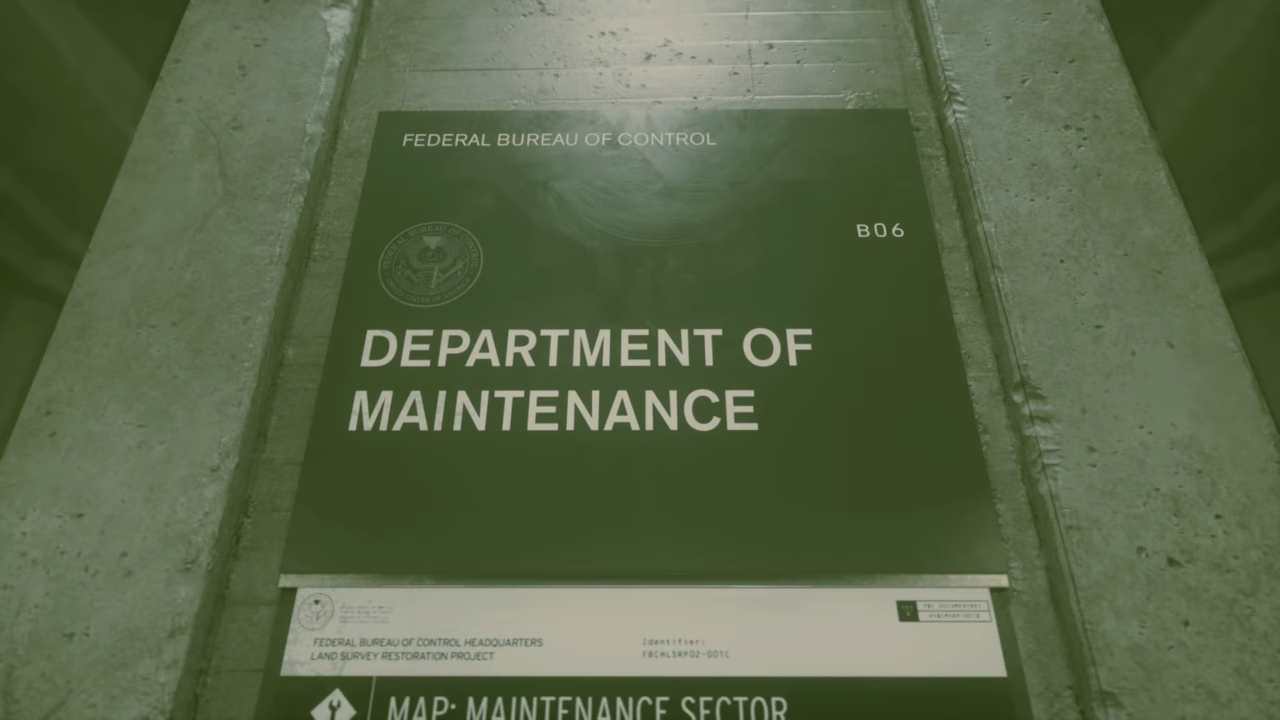 FEDERAL BUREAU OF CONTROL
B06
DEPARTMENT OF
MAINTENANCE
FEDERAL BUREAU OF CONTROL HEADQUARTERS
LAND SURVEY RESTORATION PROJECT
Identifier:
MAP: MAINTENANCE SECTOR